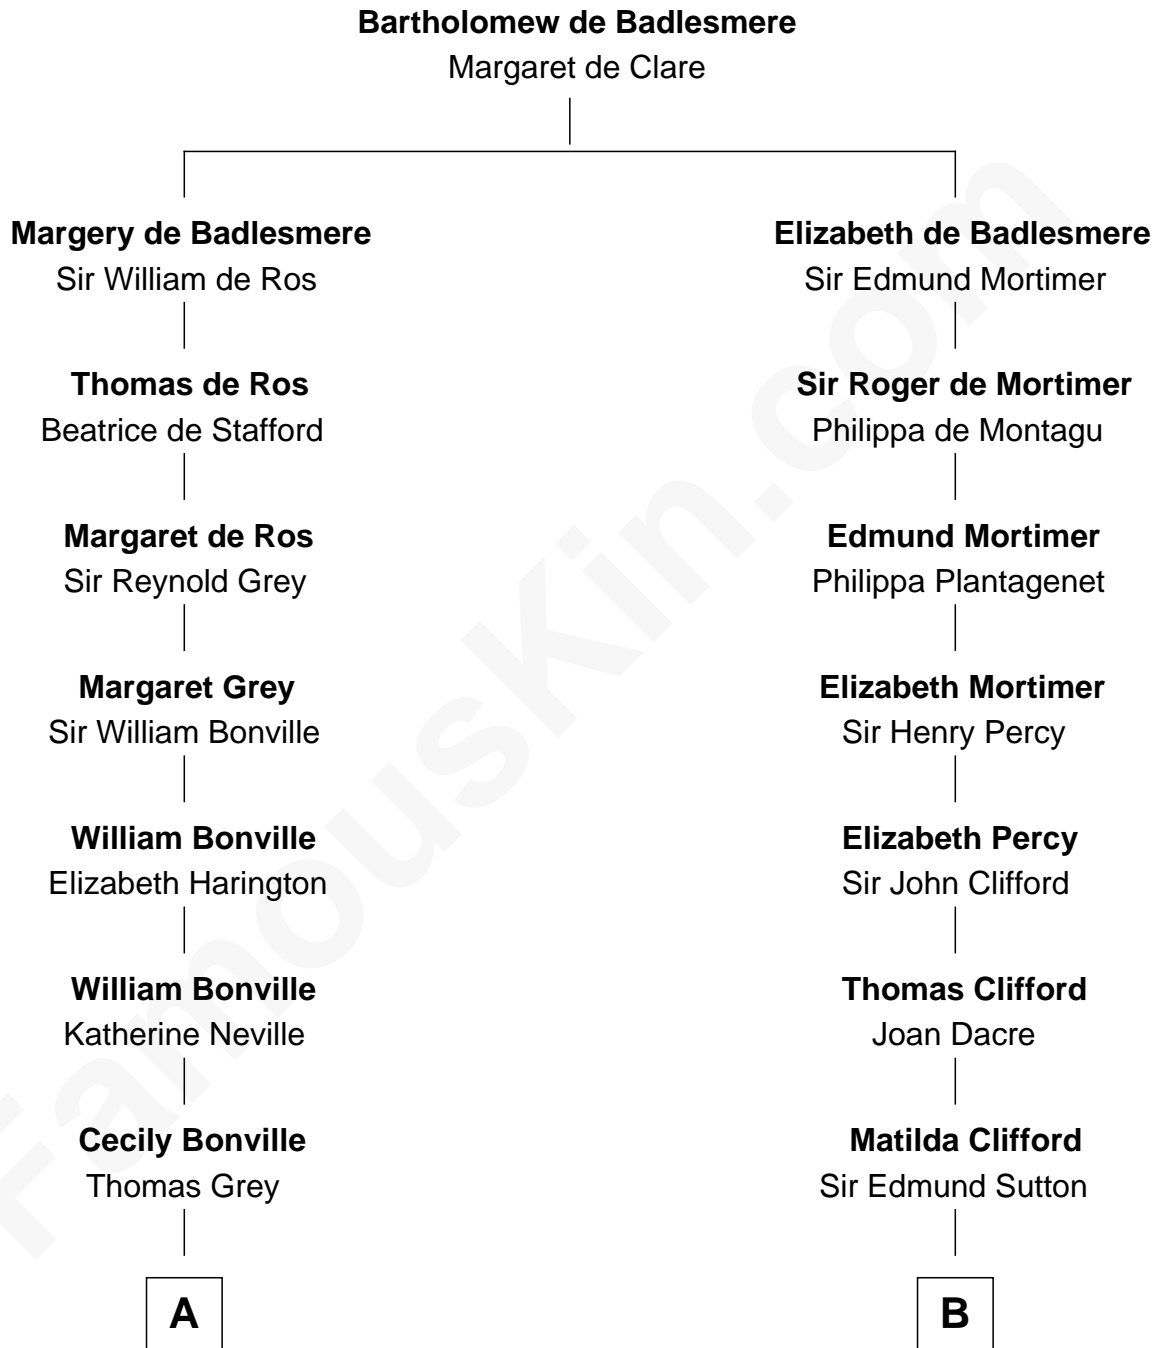 Bartholomew de Badlesmere
Margaret de Clare
Margery de Badlesmere
Sir William de Ros
Elizabeth de Badlesmere
Sir Edmund Mortimer
Thomas de Ros
Beatrice de Stafford
Sir Roger de Mortimer
Philippa de Montagu
Margaret de Ros
Sir Reynold Grey
Edmund Mortimer
Philippa Plantagenet
Margaret Grey
Sir William Bonville
Elizabeth Mortimer
Sir Henry Percy
William Bonville
Elizabeth Harington
Elizabeth Percy
Sir John Clifford
William Bonville
Katherine Neville
Thomas Clifford
Joan Dacre
Cecily Bonville
Thomas Grey
Matilda Clifford
Sir Edmund Sutton
A
B
FamousKin.com